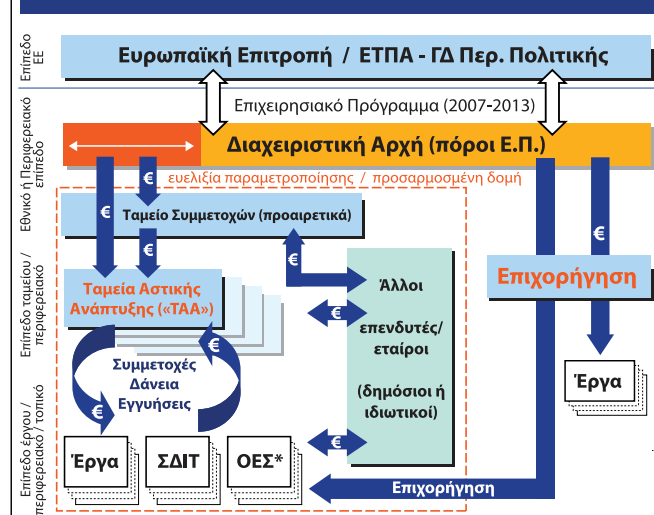 Επίπεδο
ΕΕ
Ευρωπαϊκή Επιτροπή / ΕΤΠΑ - ΓΔ Περ. Πολιτικής
Επιχειρησιακό Πρόγραμμα (2007-2013)
Εθνικό ή Περιφερειακό
επίπεδο
Διαχειριστική Αρχή (πόροι Ε.Π.)
ευελιξία παραμετροποίησης / προσαρμοσμένη δομή
€
€
€
Ταμείο Συμμετοχών (προαιρετικά)
€
€
Επίπεδο ταμείου /
περιφερειακό
Ταμεία Αστικής
Ανάπτυξης («ΤΑΑ»)
Άλλοι
επενδυτές/
εταίροι
(δημόσιοι ή
ιδιωτικοί)
Επιχορήγηση
€
€
Συμμετοχές
Δάνεια
Εγγυήσεις
€
Έργα
€
Επίπεδο έργου /
περιφερειακό / τοπικό
Έργα
ΣΔΙΤ
ΟΕΣ*
€
Επιχορήγηση